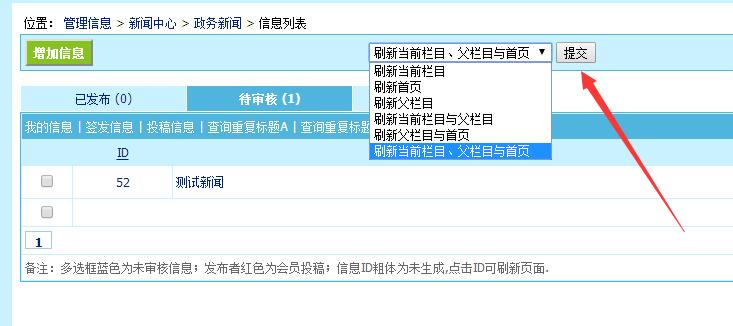 位置：管理信息 > 新闻中心 > 政务新闻 > 信息列表
增加信息 刷新当前栏目、父栏目与首页 提交
刷新当前栏目
刷新首页
刷新父栏目
刷新当前栏目与父栏目
刷新父栏目与首页
刷新当前栏目、父栏目与首页
已发布 (0) 待审核 (1)
我的信息 | 签发信息 | 投稿信息 | 查询重复标题A | 查询重复标题
ID
52 测试新闻
1
备注：多选框蓝色为未审核信息；发布者红色为会员投稿；信息ID粗体为未生成,点击ID可刷新页面.